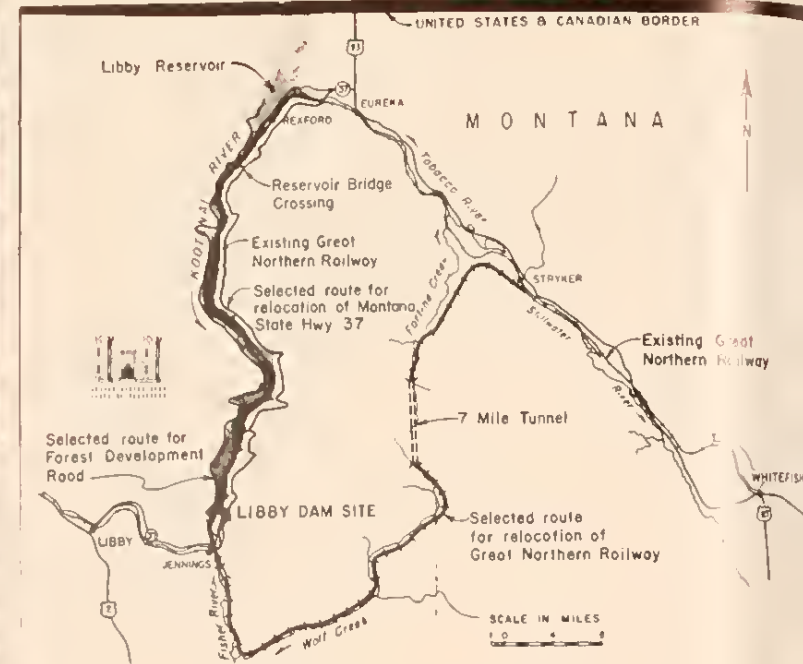 UNITED STATES & CANADIAN BORDER
93
Libby Reservoir
37
EUREKA
REXFORD
MONTANA
N
KOOTENAI RIVER
Tobacco River
Reservoir Bridge
Crossing
Existing Great
Northern Railway
Selected route for
relocation of Montana
State Hwy 37
Fortine Creek
STRYKER
Stillwater
River
Existing
Northern
7 Mile Tunnel
Selected route for
Forest Development
Road
WHITEFISH
LIBBY DAM SITE
Selected route
for relocation of
Great Northern Railway
LIBBY
JENNINGS
2
Fisher River
Wolf Creek
SCALE IN MILES
0 4 8